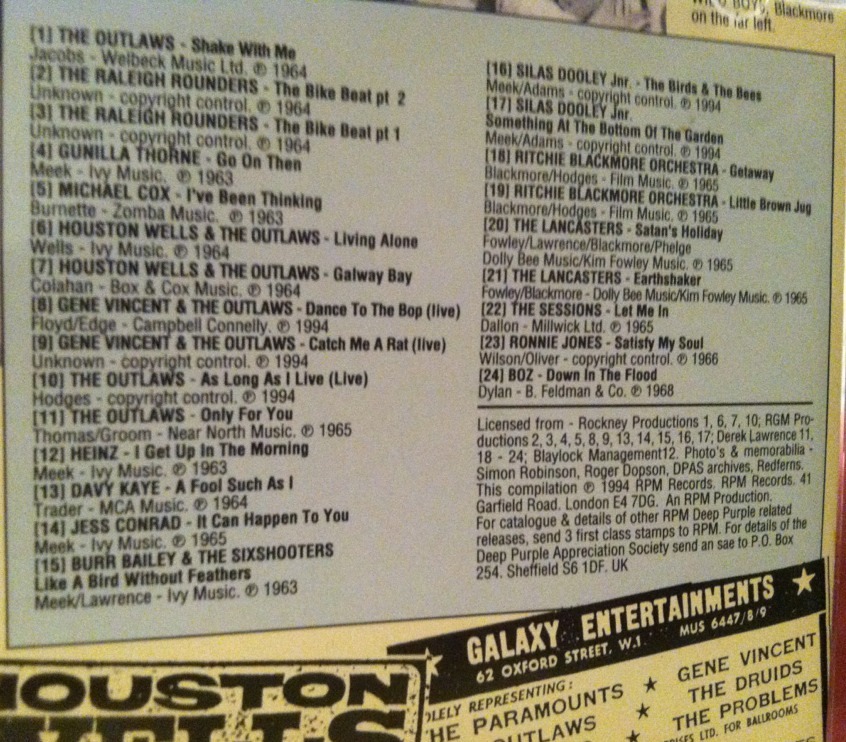 BOYS, Blackmore
on the far left.
[1] THE OUTLAWS - Shake With Me
Jacobs - Welbeck Music Ltd. ℗ 1964
[2] THE RALEIGH ROUNDERS - The Bike Beat pt 2
Unknown - copyright control. ℗ 1964
[3] THE RALEIGH ROUNDERS - The Bike Beat pt 1
Unknown - copyright control. ℗ 1964
[4] GUNILLA THORNE - Go On Then
Meek - Ivy Music. ℗ 1963
[5] MICHAEL COX - I've Been Thinking
Burnette - Zomba Music. ℗ 1963
[6] HOUSTON WELLS & THE OUTLAWS - Living Alone
Wells - Ivy Music. ℗ 1964
[7] HOUSTON WELLS & THE OUTLAWS - Galway Bay
Colahan - Box & Cox Music. ℗ 1964
[8] GENE VINCENT & THE OUTLAWS - Dance To The Bop (live)
Floyd/Edge - Campbell Connelly. ℗ 1994
[9] GENE VINCENT & THE OUTLAWS - Catch Me A Rat (live)
Unknown - copyright control. ℗ 1994
[10] THE OUTLAWS - As Long As I Live (Live)
Hodges - copyright control. ℗ 1994
[11] THE OUTLAWS - Only For You
Thomas/Groom - Near North Music. ℗ 1965
[12] HEINZ - I Get Up In The Morning
Meek - Ivy Music. ℗ 1963
[13] DAVY KAYE - A Fool Such As I
Trader - MCA Music. ℗ 1964
[14] JESS CONRAD - It Can Happen To You
Meek - Ivy Music. ℗ 1965
[15] BURR BAILEY & THE SIXSHOOTERS
Like A Bird Without Feathers
Meek/Lawrence - Ivy Music. ℗ 1963
[16] SILAS DOOLEY Jnr. - The Birds & The Bees
Meek/Adams - copyright control. ℗ 1994
[17] SILAS DOOLEY Jnr.
Something At The Bottom Of The Garden
Meek/Adams - copyright control. ℗ 1994
[18] RITCHIE BLACKMORE ORCHESTRA - Getaway
Blackmore/Hodges - Film Music. ℗ 1965
[19] RITCHIE BLACKMORE ORCHESTRA - Little Brown Jug
Blackmore/Hodges - Film Music. ℗ 1965
[20] THE LANCASTERS - Satan's Holiday
Fowley/Lawrence/Blackmore/Phelge
Dolly Bee Music/Kim Fowley Music. ℗ 1965
[21] THE LANCASTERS - Earthshaker
Fowley/Blackmore - Dolly Bee Music/Kim Fowley Music. ℗ 1965
[22] THE SESSIONS - Let Me In
Dallon - Millwick Ltd. ℗ 1965
[23] RONNIE JONES - Satisfy My Soul
Wilson/Oliver - copyright control. ℗ 1966
[24] BOZ - Down In The Flood
Dylan - B. Feldman & Co. ℗ 1968
Licensed from - Rockney Productions 1, 6, 7, 10; RGM Pro-
ductions 2, 3, 4, 5, 8, 9, 13, 14, 15, 16, 17; Derek Lawrence 11,
18 - 24; Blaylock Management12. Photo's & memorabilia -
Simon Robinson, Roger Dopson, DPAS archives, Redferns.
This compilation ℗ 1994 RPM Records. RPM Records. 41
Garfield Road. London E4 7DG. An RPM Production.
For catalogue & details of other RPM Deep Purple related
releases, send 3 first class stamps to RPM. For details of the
Deep Purple Appreciation Society send an sae to P.O. Box
254. Sheffield S6 1DF. UK
★ GALAXY ENTERTAINMENTS ★
62 OXFORD STREET, W.1 MUS 6447/8/9
OLELY REPRESENTING:
HE PARAMOUNTS ★ GENE VINCENT
OUTLAWS ★ THE DRUIDS
★ THE PROBLEMS
ISES LTD. FOR BALLROOMS
HOUSTON
WELLS